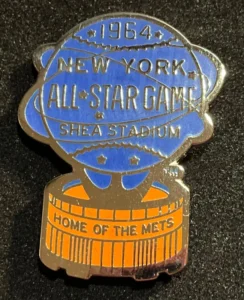 1964
NEW YORK
ALL★STAR GAME
SHEA STADIUM
HOME OF THE METS